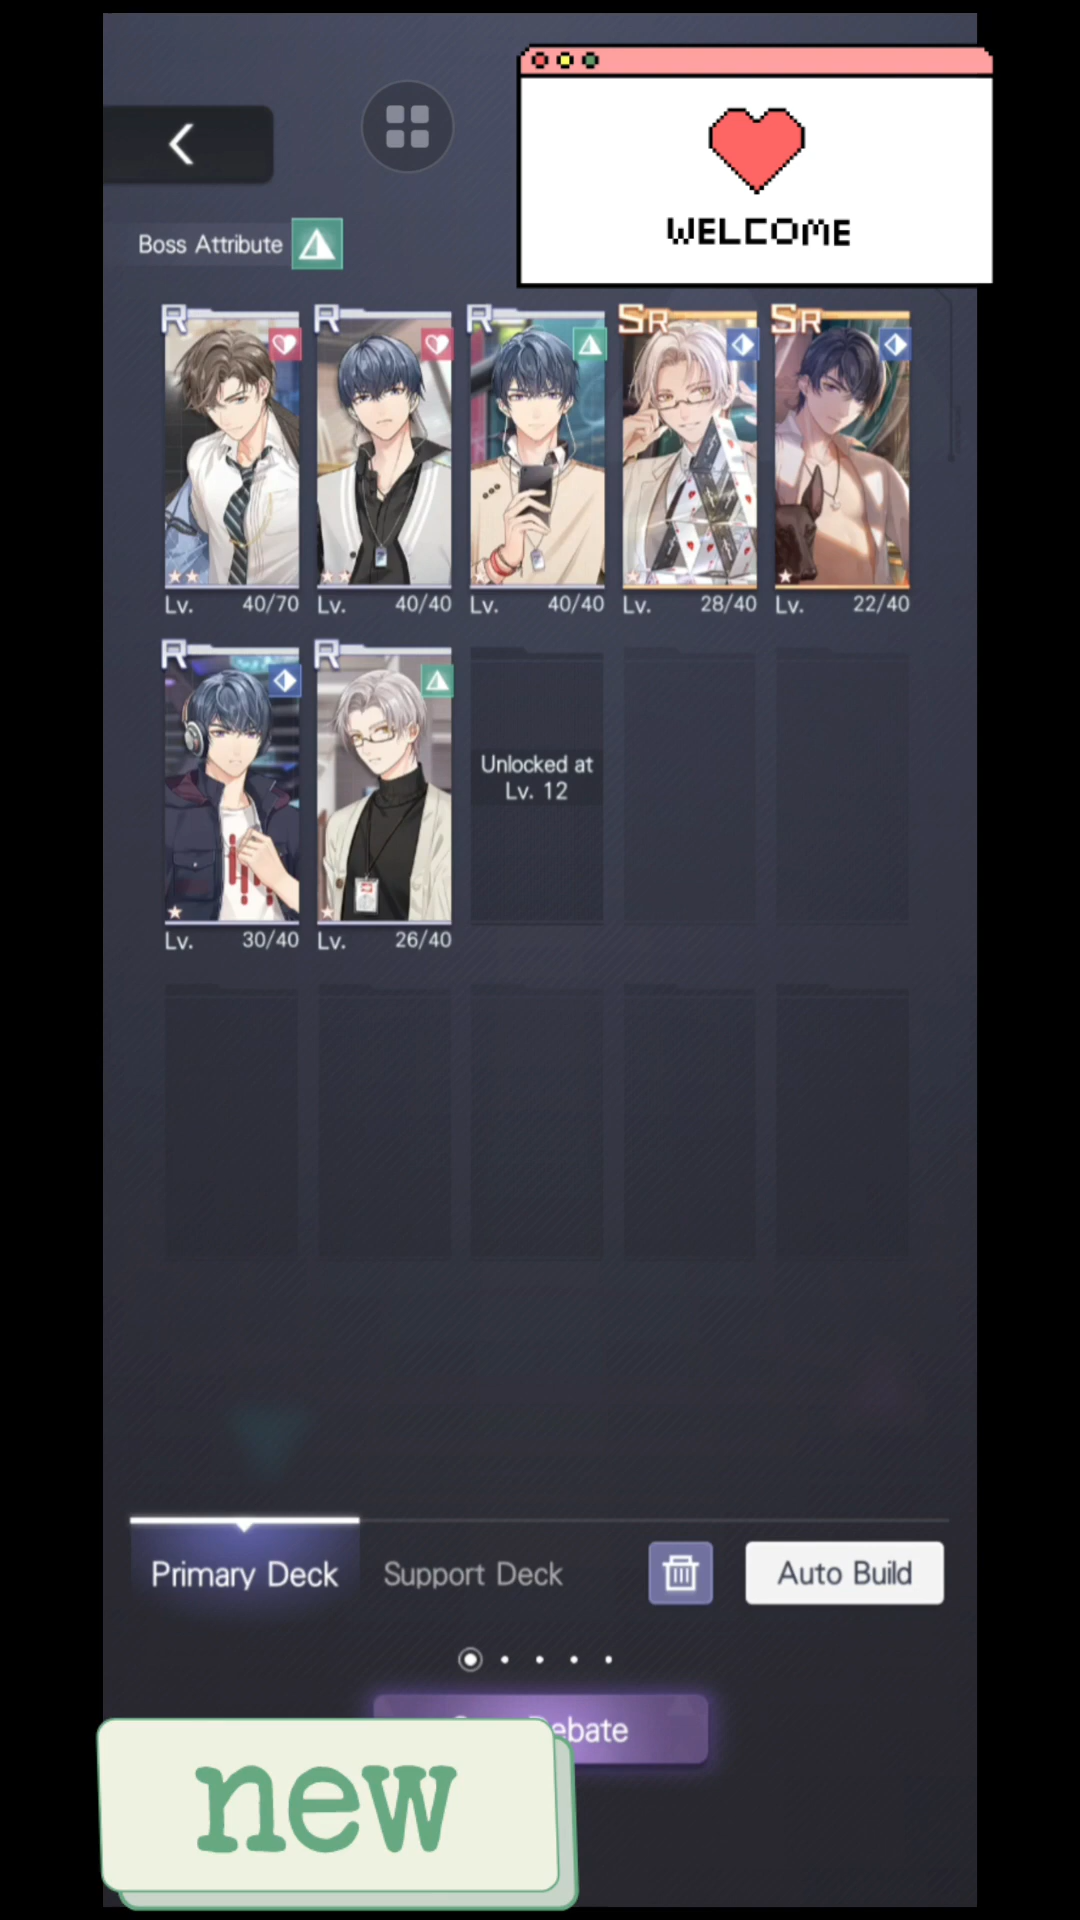 WELCOME
Boss Attribute
R R R SR SR
Lv. 40/70 Lv. 40/40 Lv. 40/40 Lv. 28/40 Lv. 22/40
R R
Unlocked at
Lv. 12
Lv. 30/40 Lv. 26/40
Primary Deck Support Deck Auto Build
ebate
new